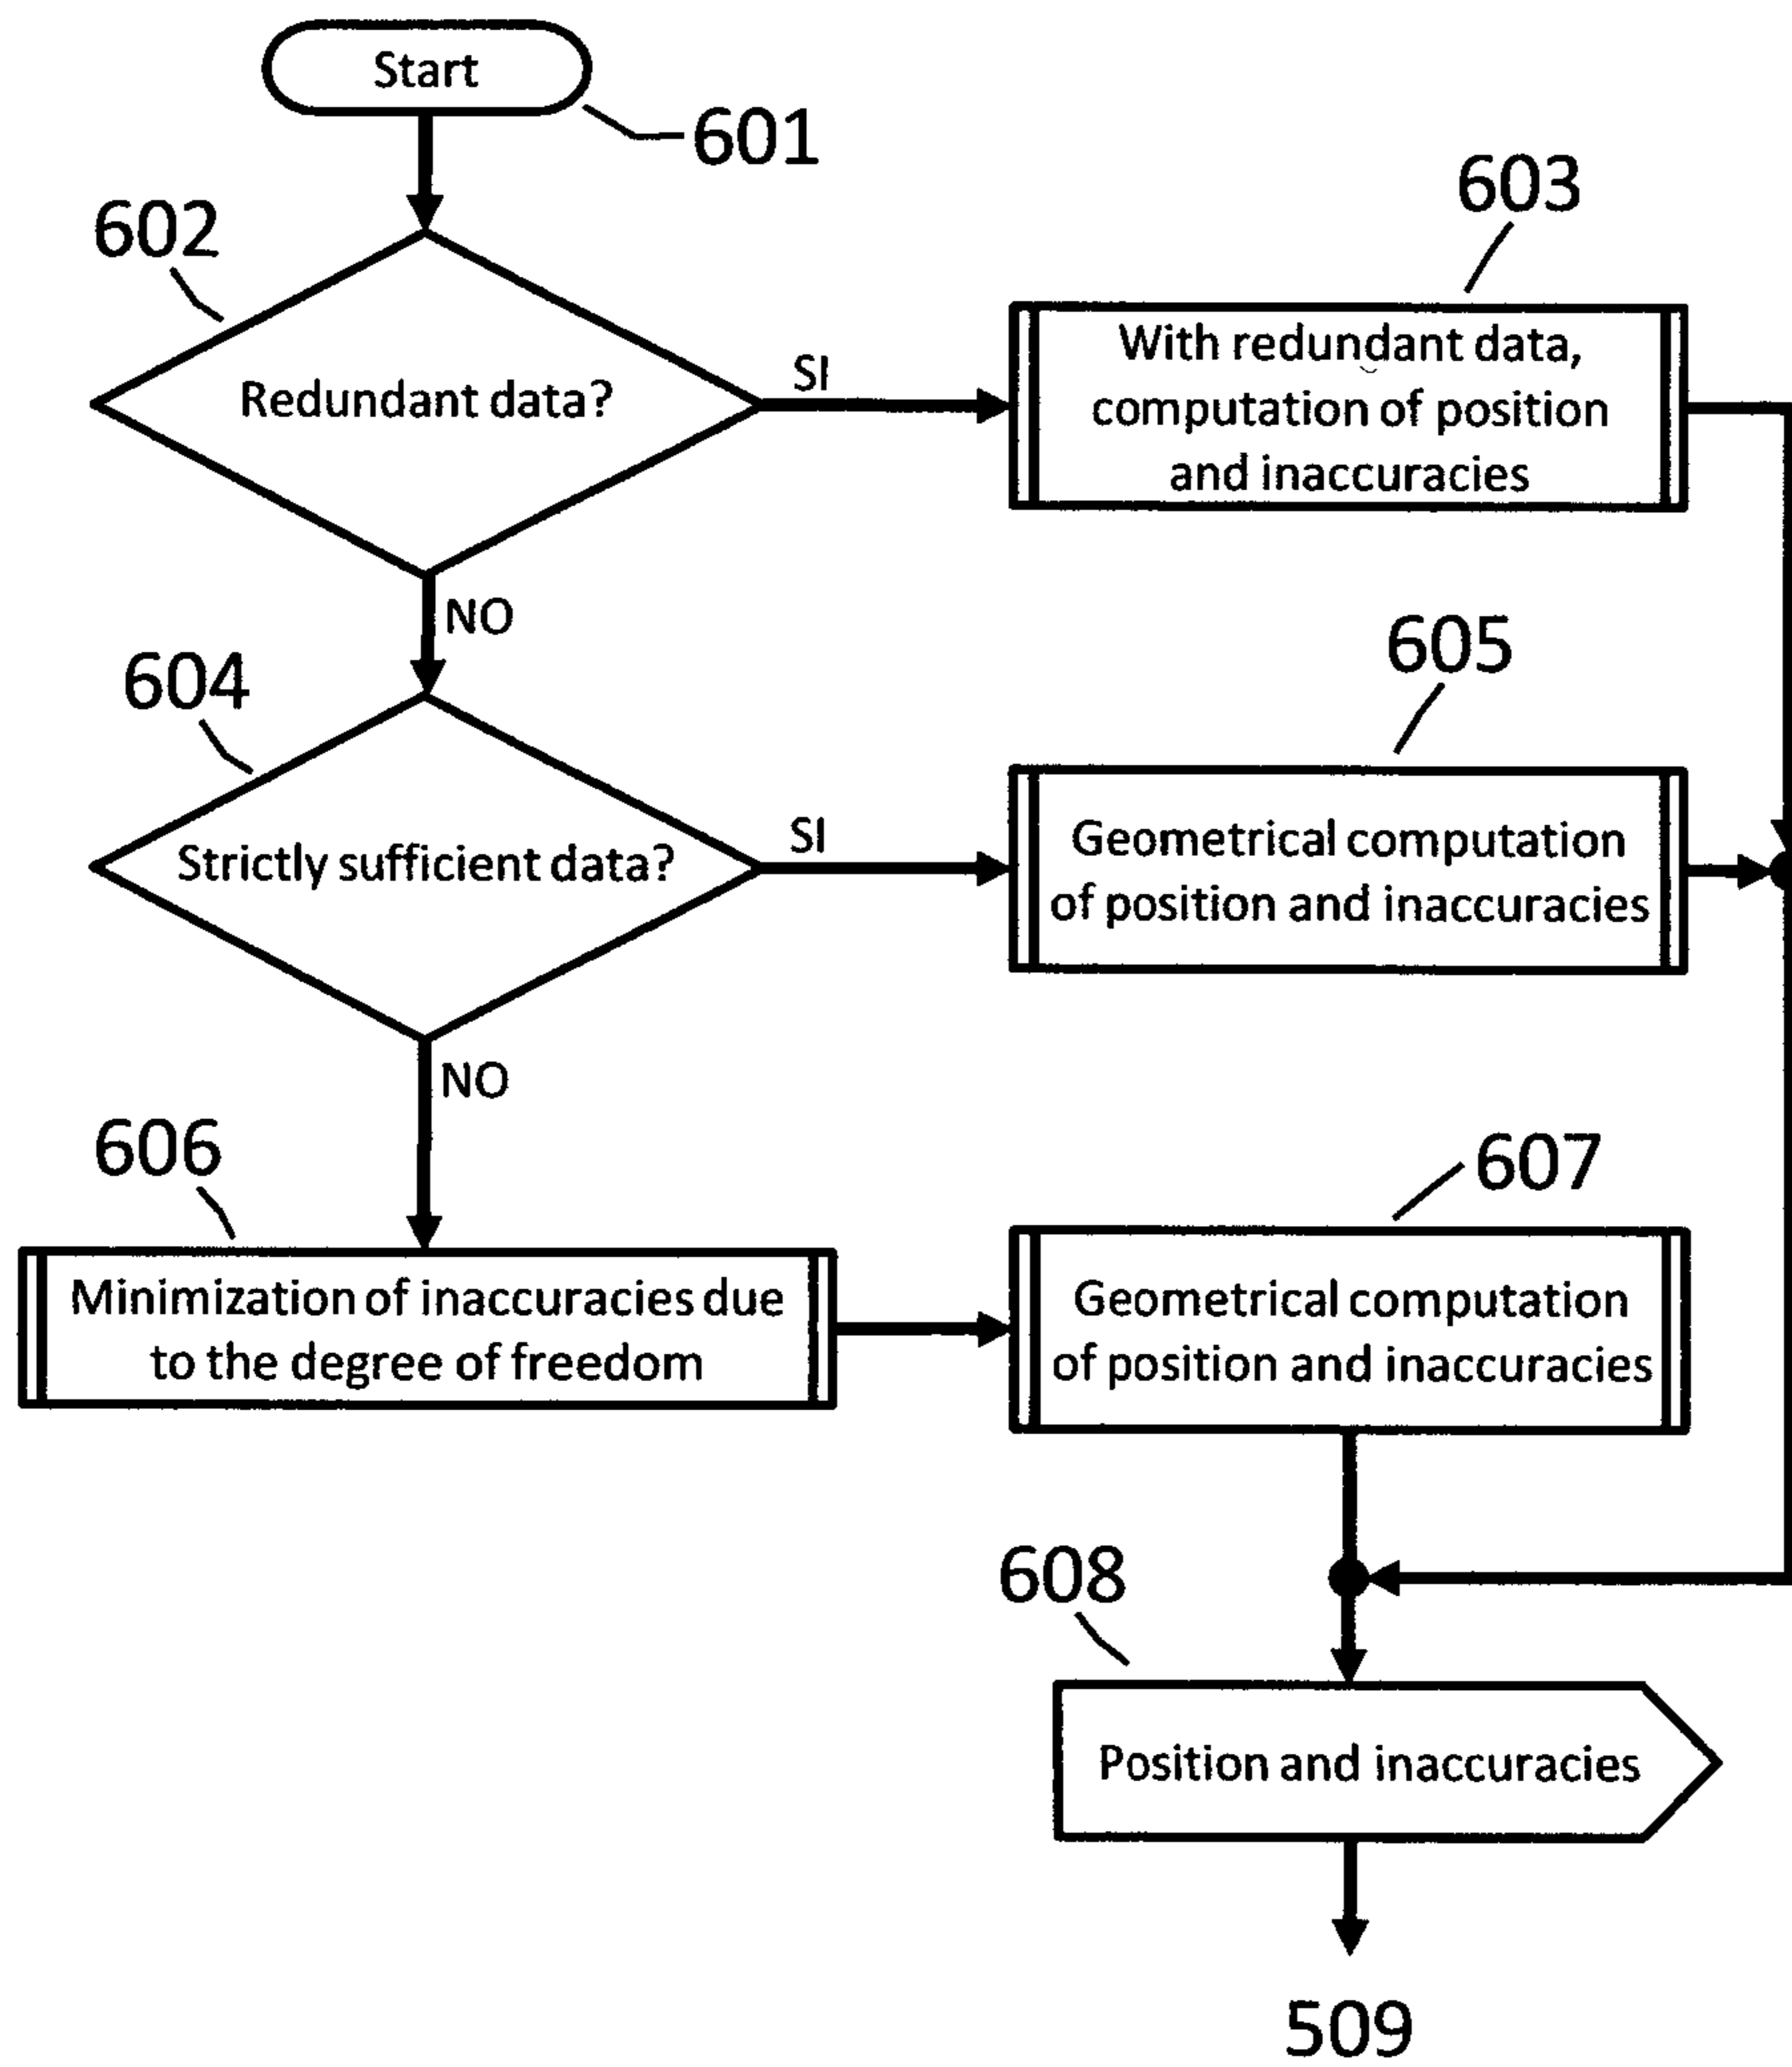 Start
601
602
603
Redundant data?
SI
With redundant data,
computation of position
and inaccuracies
NO
604
605
Strictly sufficient data?
SI
Geometrical computation
of position and inaccuracies
NO
606
607
Minimization of inaccuracies due
to the degree of freedom
Geometrical computation
of position and inaccuracies
608
Position and inaccuracies
509